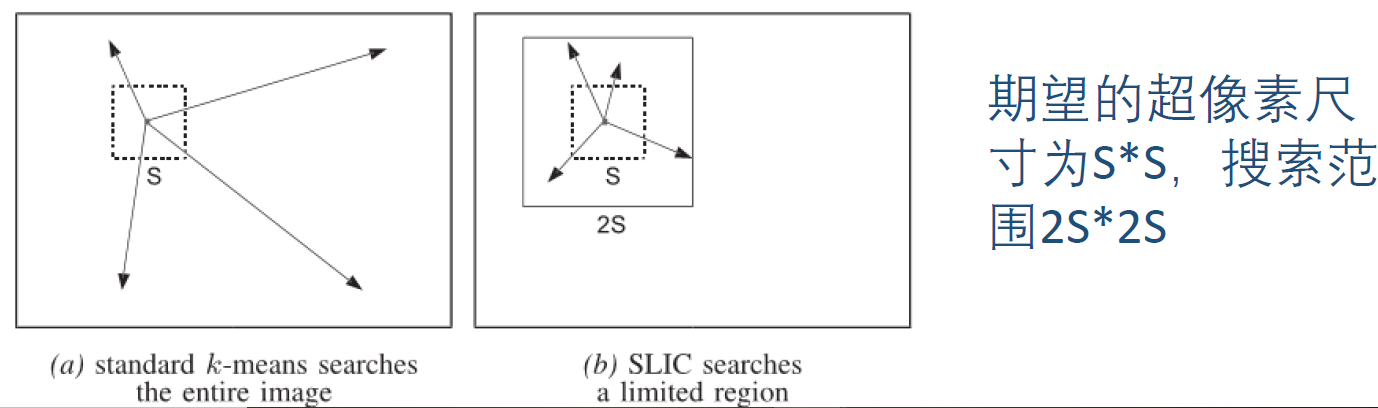 S
S
2S
期望的超像素尺
寸为S*S, 搜索范
围2S*2S
(a) standard k-means searches
the entire image
(b) SLIC searches
a limited region